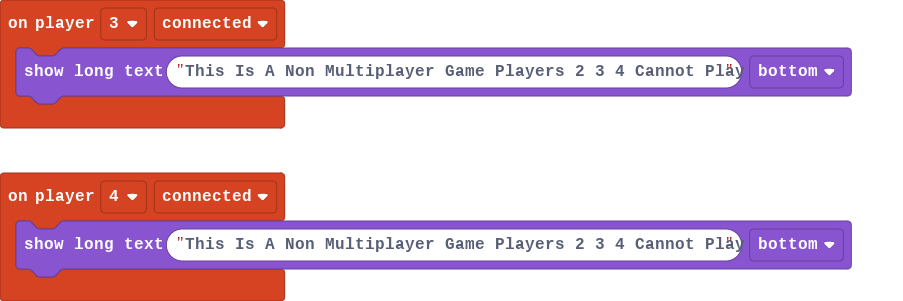 on player 3 connected
show long text "This Is A Non Multiplayer Game Players 2 3 4 Cannot Play" bottom
on player 4 connected
show long text "This Is A Non Multiplayer Game Players 2 3 4 Cannot Play" bottom